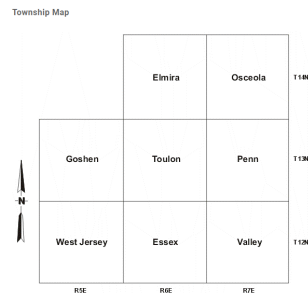 Township Map
Elmira
Osceola
T14N
Goshen
Toulon
Penn
T13N
N
West Jersey
Essex
Valley
T12N
R5E
R6E
R7E